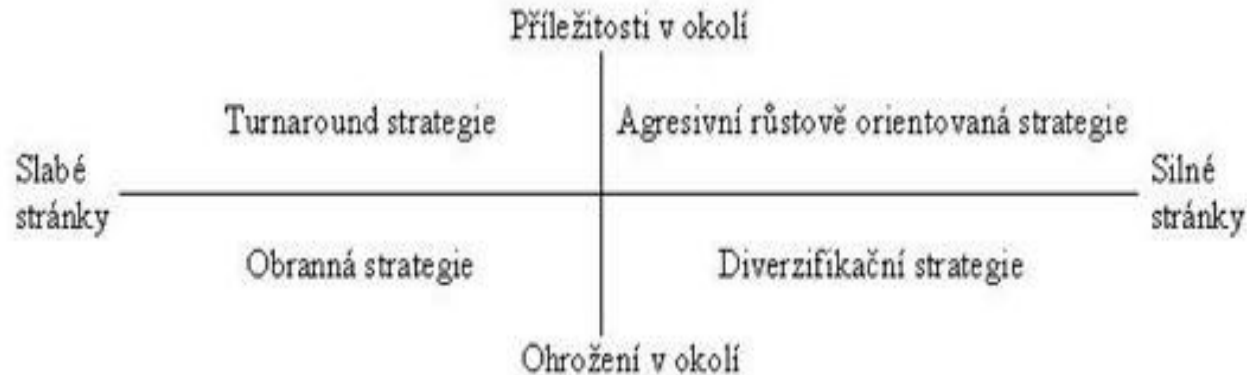 Příležitosti v okolí
Turnaround strategie
Agresivní růstově orientovaná strategie
Slabé
stránky
Silné
stránky
Obranná strategie
Diverzifikační strategie
Ohrožení v okolí